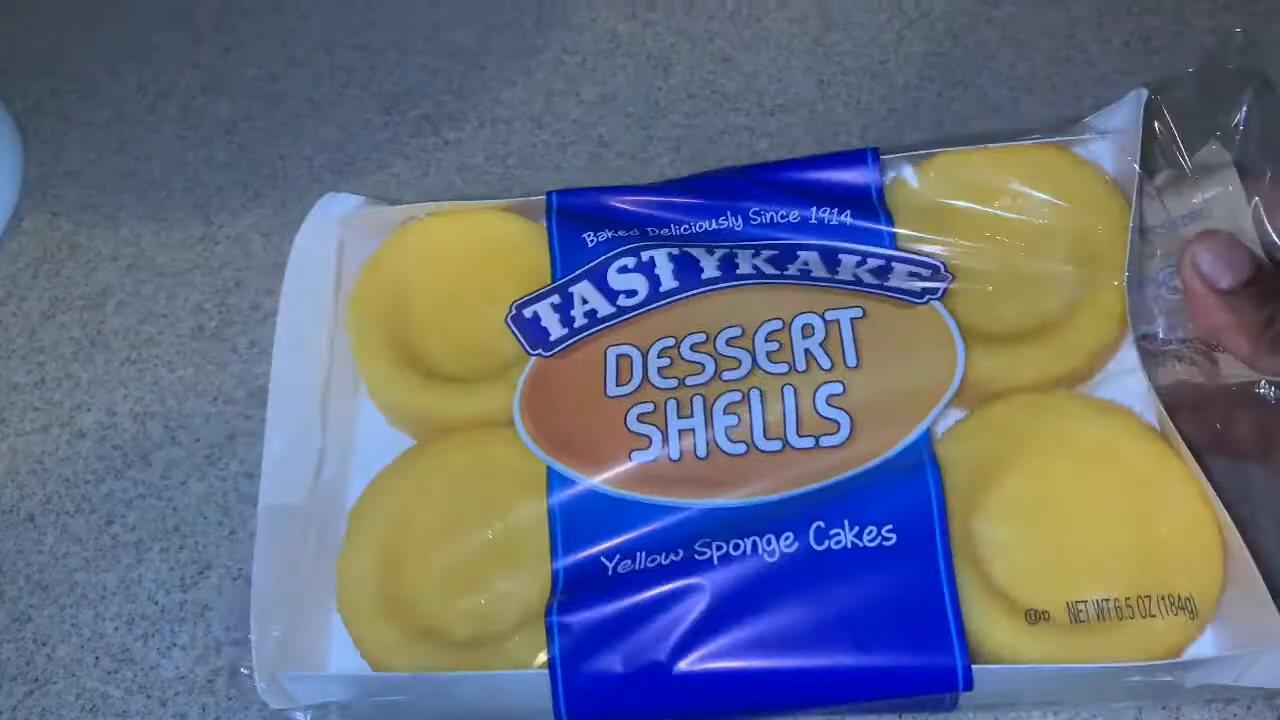 Baked Deliciously Since 1914
TASTYKAKE
DESSERT
SHELLS
Yellow Sponge Cakes
NET WT 6.5 OZ (184g)